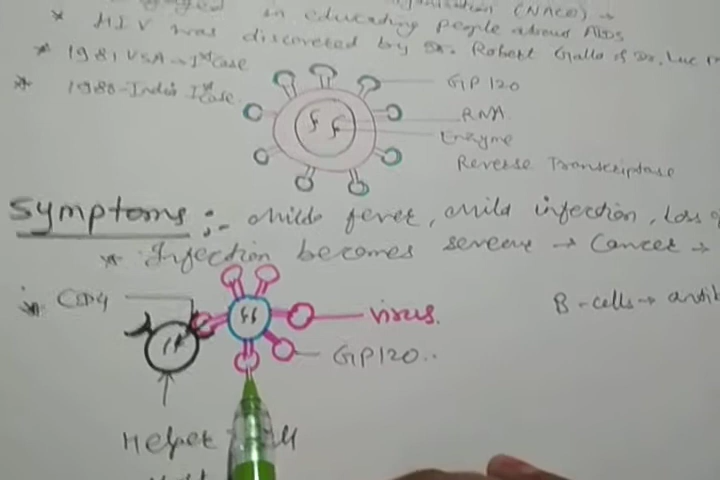 (NACO) →
* HIV in educating people about AIDS
was discovered by Dr. Robert Gallo & Dr. Luc
* 1981 USA → 1st case
* 1986 - India 1st case.
GP 120
RNA
Enzyme
Reverse Transcriptase
Symptoms :- Mild fever, Mild infection, Loss
* Infection becomes severe → Cancer →
* CD4
B-cells → antib
virus.
GP120..
Helper